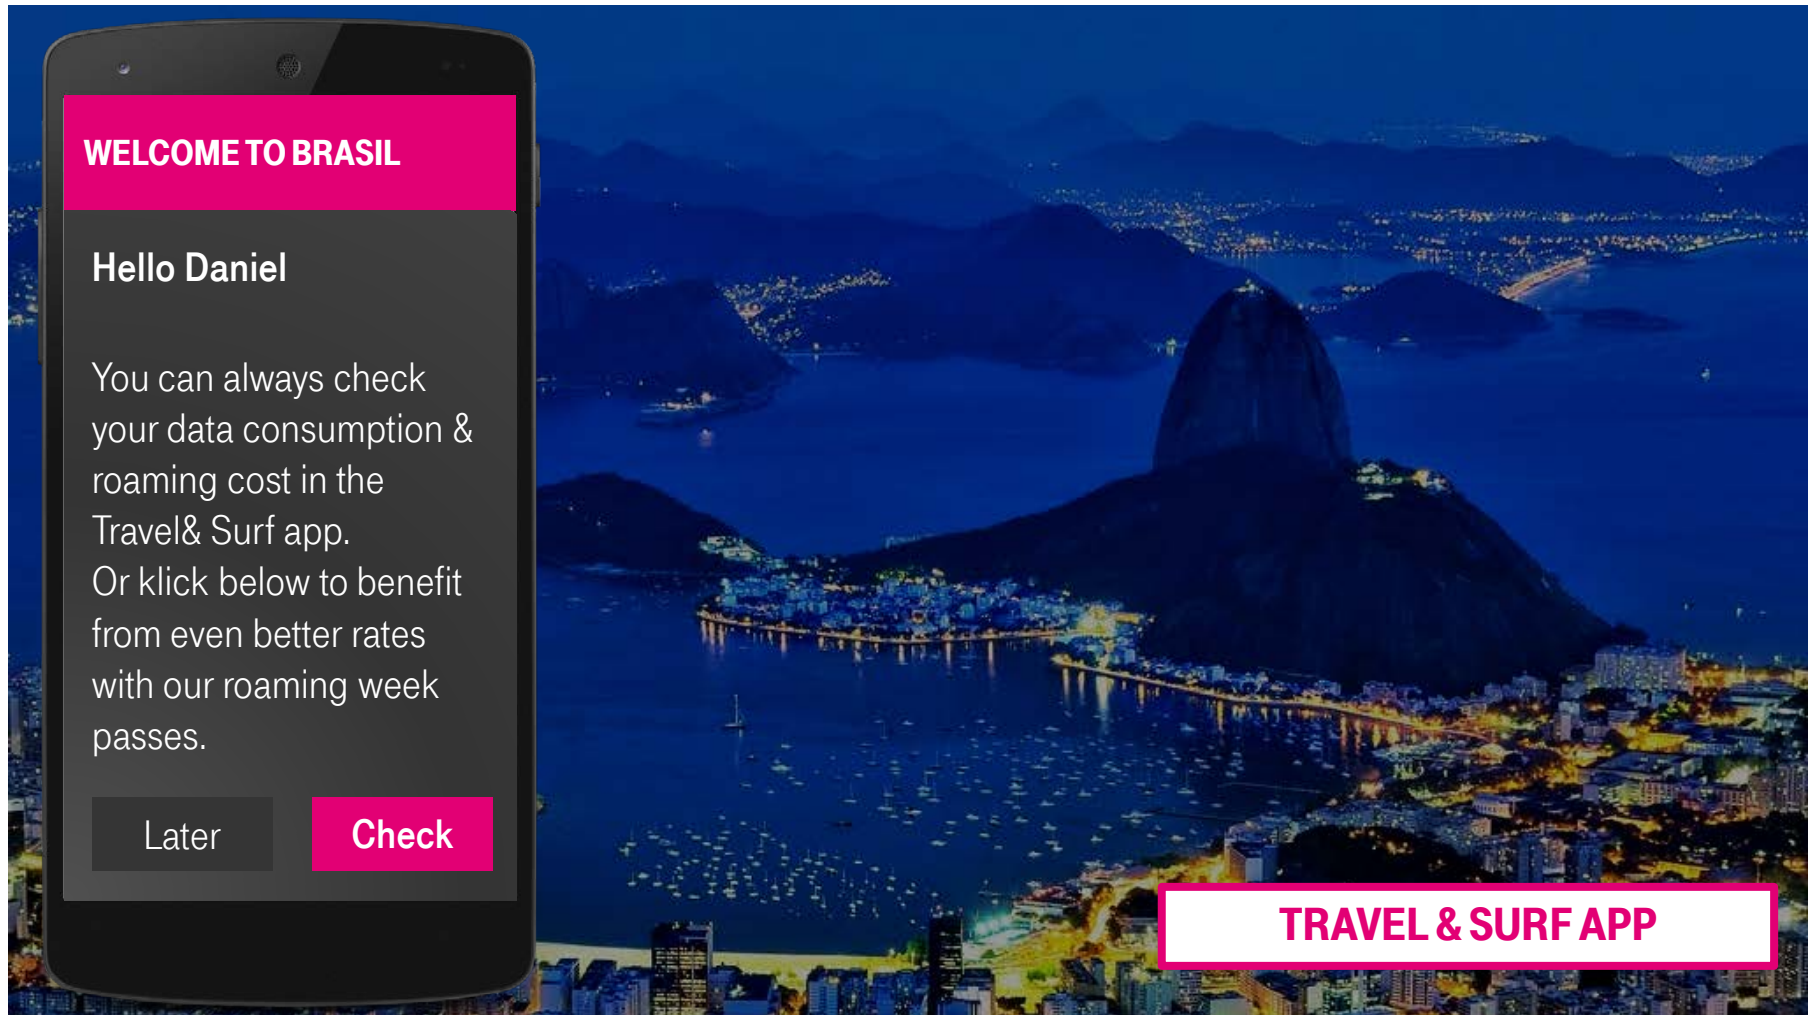 WELCOME TO BRASIL
Hello Daniel
You can always check
your data consumption &
roaming cost in the
Travel& Surf app.
Or klick below to benefit
from even better rates
with our roaming week
passes.
Later
Check
TRAVEL & SURF APP